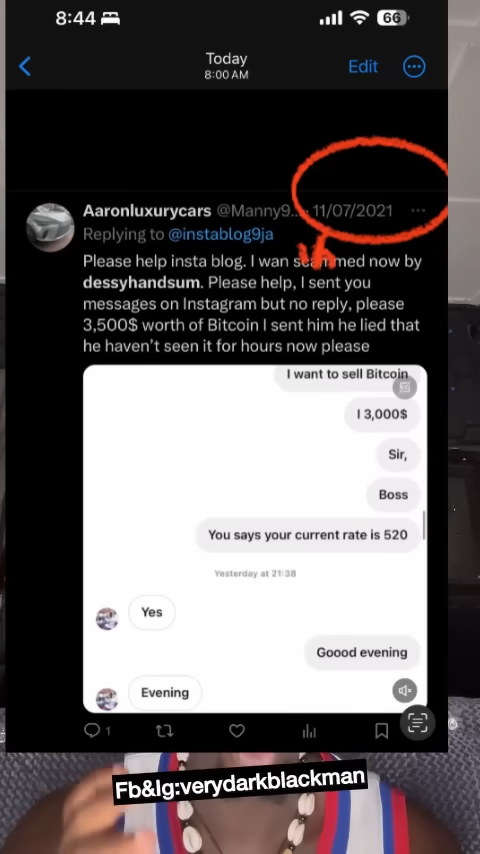 8:44
66
Today
8:00 AM
Edit
Aaronluxurycars @Manny9... · 11/07/2021
Replying to @instablog9ja
Please help insta blog. I wan scammed now by
dessyhandsum. Please help, I sent you
messages on Instagram but no reply, please
3,500$ worth of Bitcoin I sent him he lied that
he haven't seen it for hours now please
I want to sell Bitcoin
I 3,000$
Sir,
Boss
You says your current rate is 520
Yesterday at 21:38
Yes
Goood evening
Evening
1
Fb&Ig:verydarkblackman